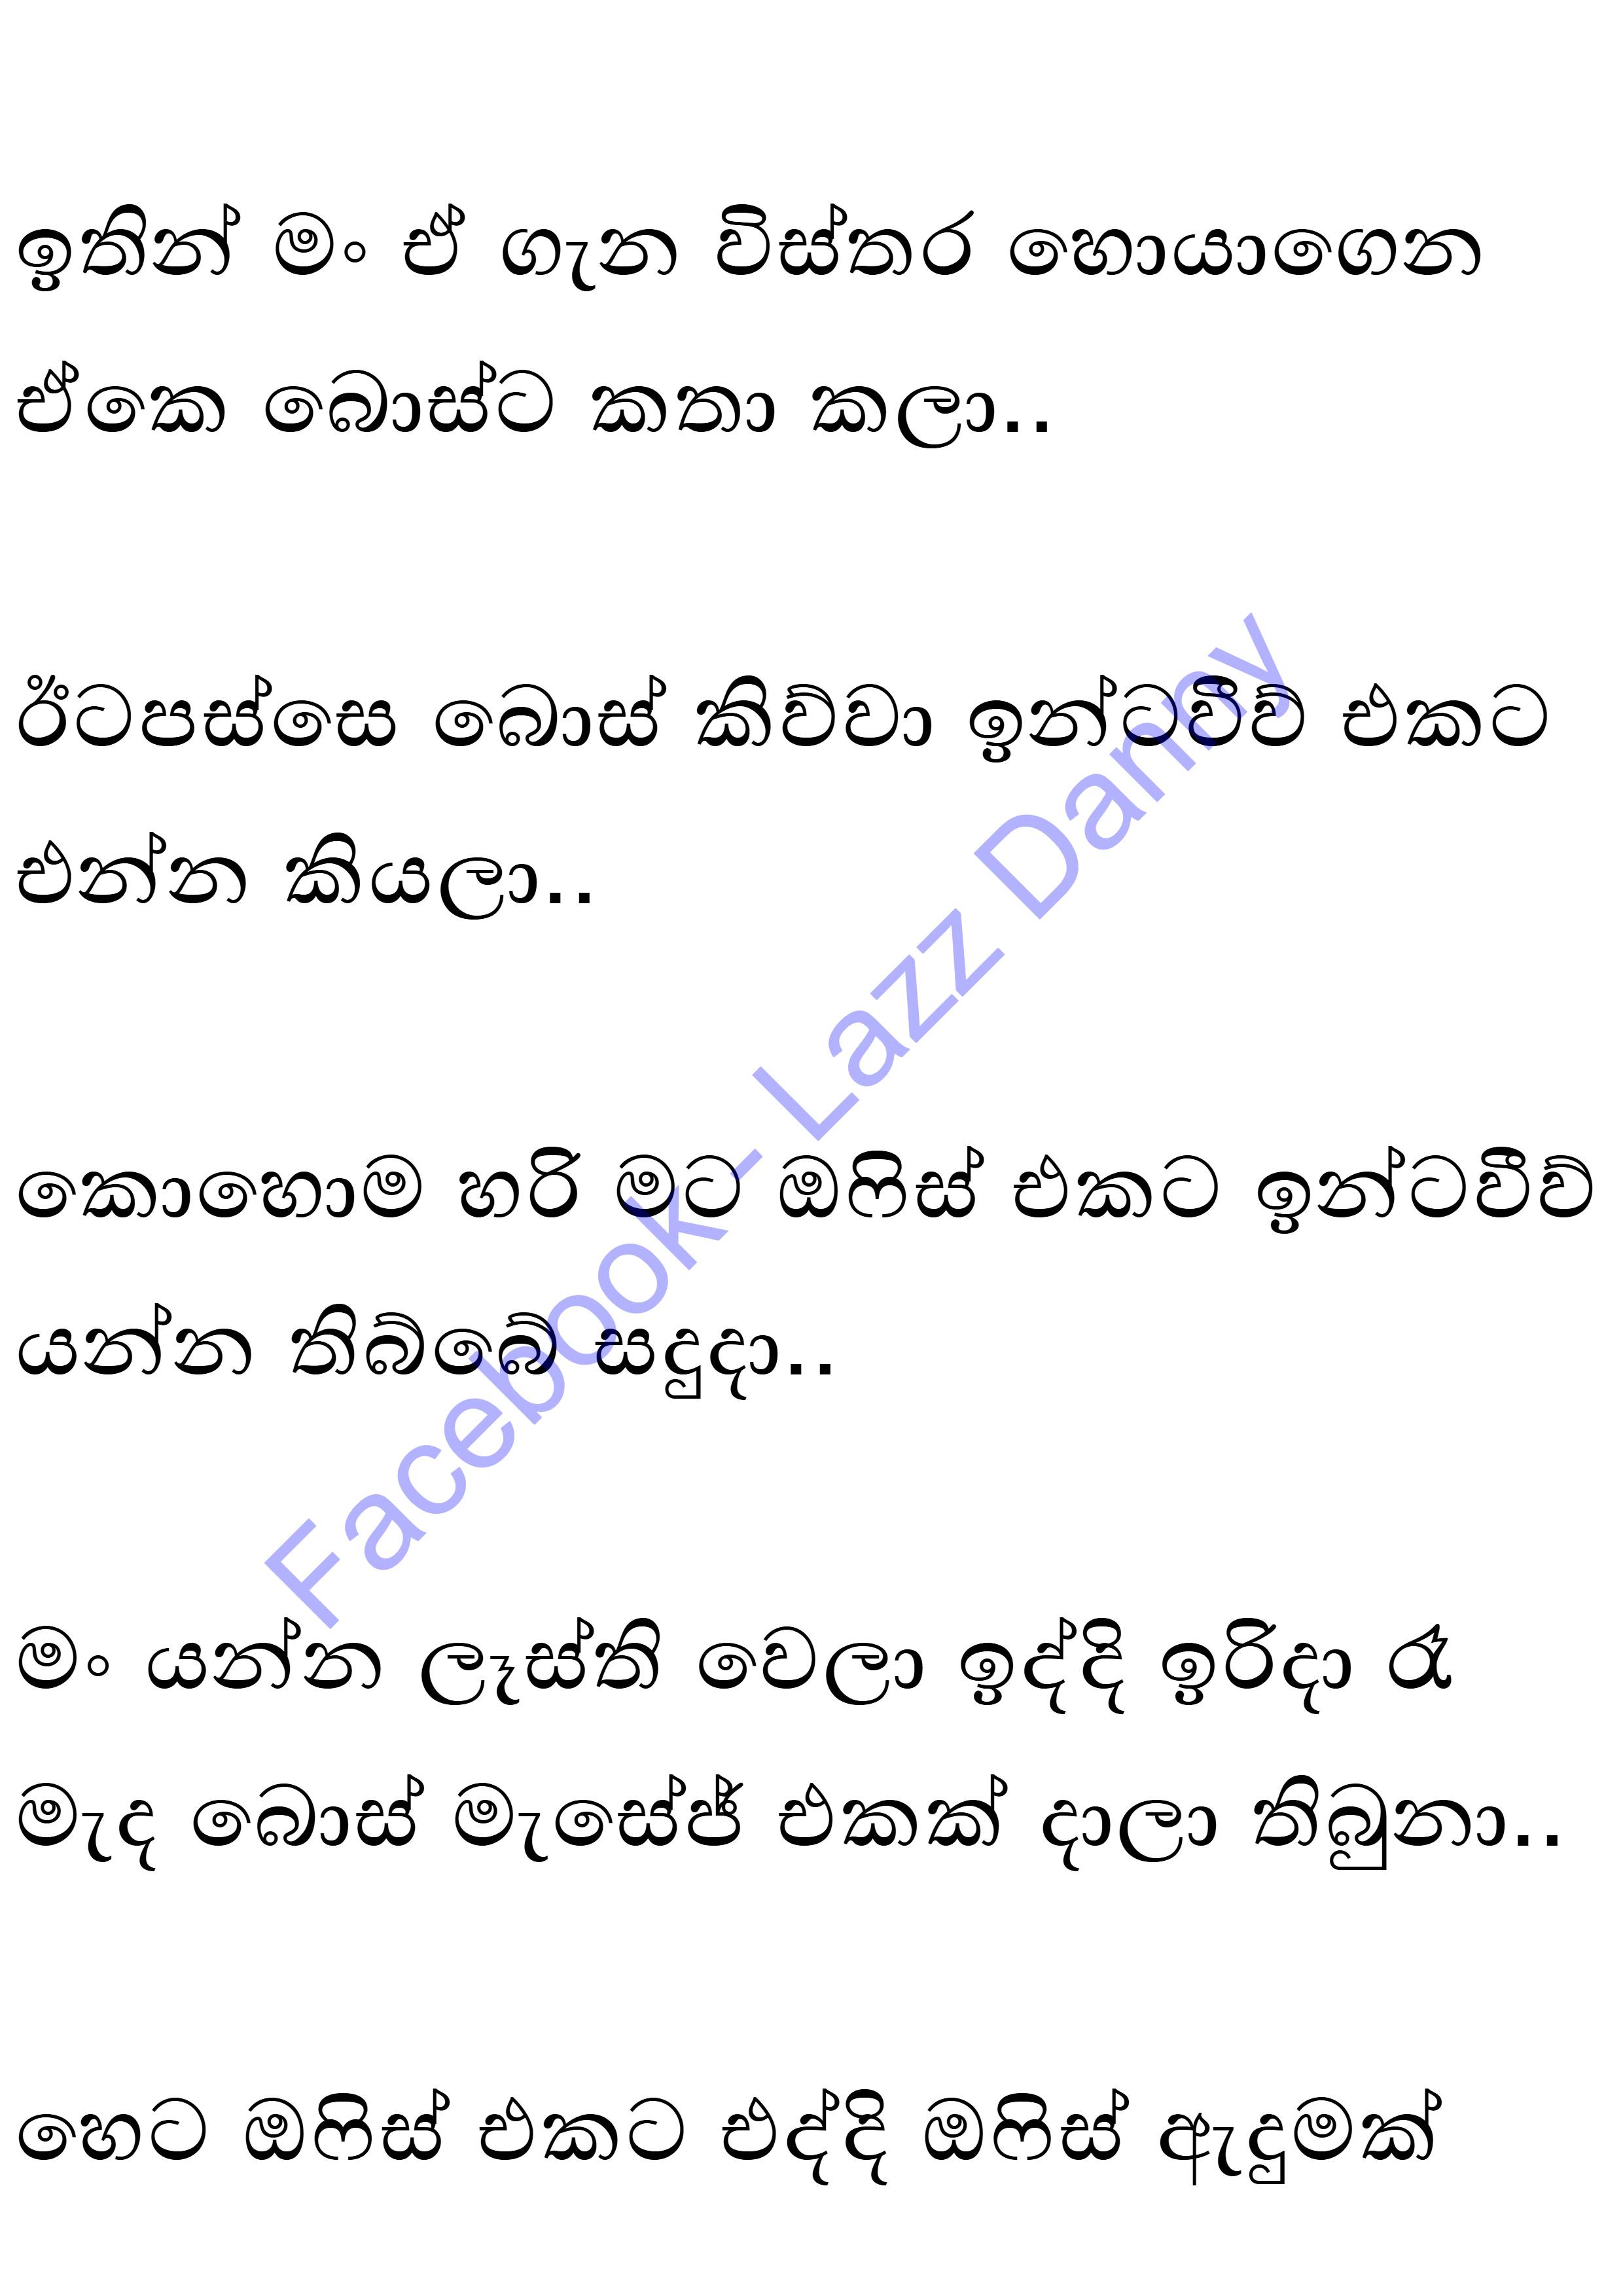 ඉතින් මං ඒ ගැන විස්තර හොයාගෙන
ඒකෙ බොස්ට කතා කලා..
ඊටපස්සෙ බොස් කිව්වා ඉන්ටවීව් එකට
එන්න කියලා..
කොහොම හරි මට ඔෆිස් එකට ඉන්ටවීව්
යන්න තිබ්බේ සදුදා..
මං යන්න ලෑස්ති වෙලා ඉද්දි ඉරිදා රෑ
මැද බොස් මැසේජ් එකක් දාලා තිබුනා..
හෙට ඔෆිස් එකට එද්දි ඔෆිස් ඇදුමක්
Facebook- Lazz Danny